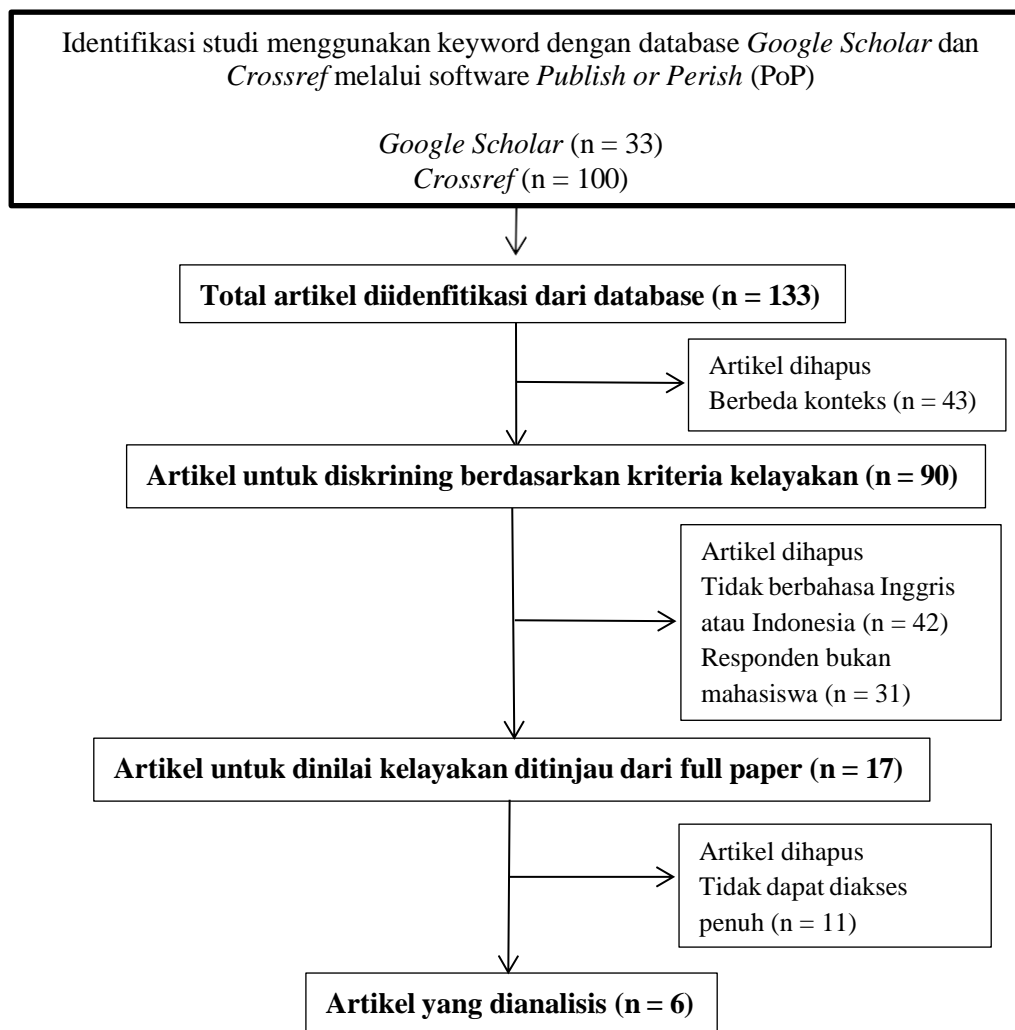 Identifikasi studi menggunakan keyword dengan database Google Scholar dan
Crossref melalui software Publish or Perish (PoP)
Google Scholar (n = 33)
Crossref (n = 100)
Total artikel diidenfitikasi dari database (n = 133)
Artikel dihapus
Berbeda konteks (n = 43)
Artikel untuk diskrining berdasarkan kriteria kelayakan (n = 90)
Artikel dihapus
Tidak berbahasa Inggris
atau Indonesia (n = 42)
Responden bukan
mahasiswa (n = 31)
Artikel untuk dinilai kelayakan ditinjau dari full paper (n = 17)
Artikel dihapus
Tidak dapat diakses
penuh (n = 11)
Artikel yang dianalisis (n = 6)